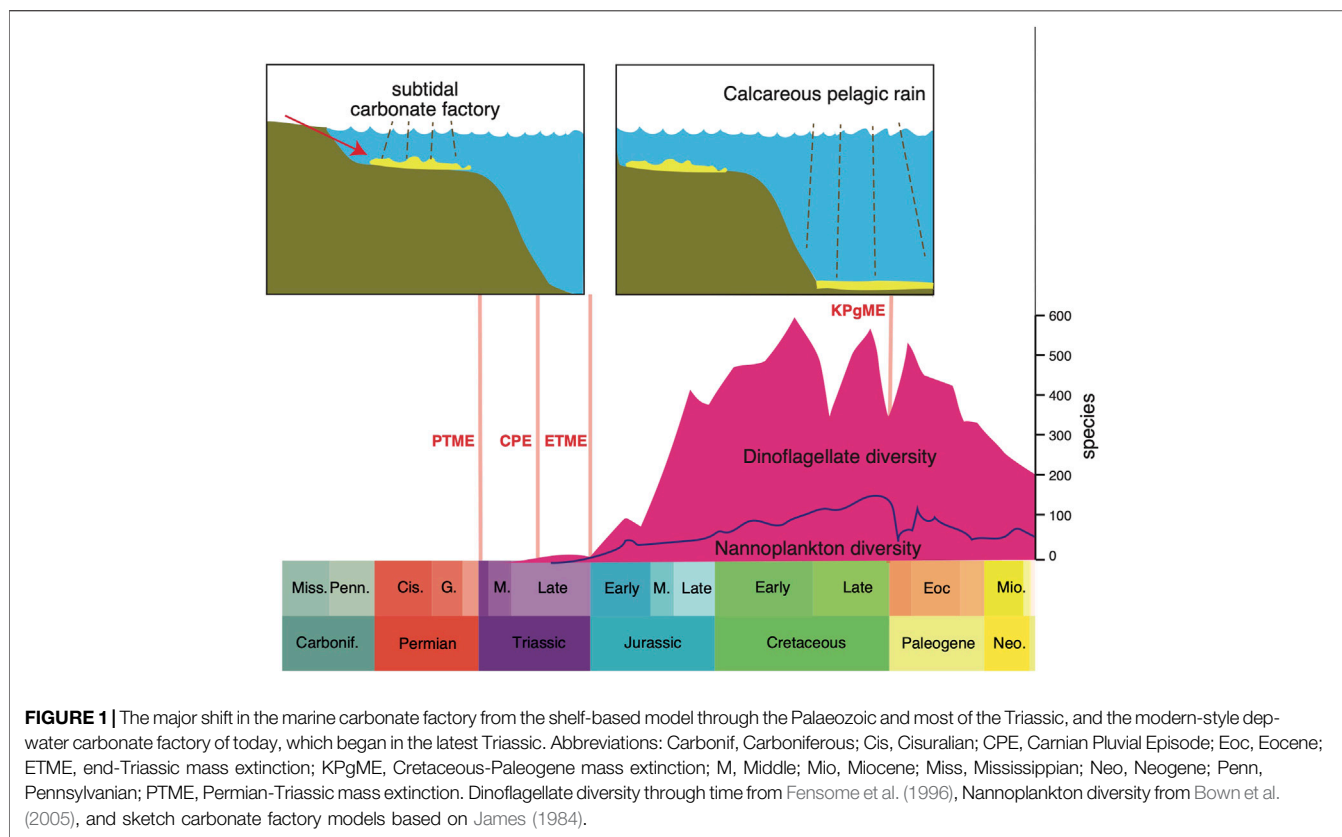 subtidal
carbonate factory
Calcareous pelagic rain
KPgME
PTME
CPE
ETME
600
500
400
300
200
100
0
species
Dinoflagellate diversity
Nannoplankton diversity
Miss. Penn. Cis. G. M. Late Early M. Late Early Late Eoc Mio.
Carbonif. Permian Triassic Jurassic Cretaceous Paleogene Neo.
FIGURE 1 | The major shift in the marine carbonate factory from the shelf-based model through the Palaeozoic and most of the Triassic, and the modern-style dep-
water carbonate factory of today, which began in the latest Triassic. Abbreviations: Carbonif, Carboniferous; Cis, Cisuralian; CPE, Carnian Pluvial Episode; Eoc, Eocene;
ETME, end-Triassic mass extinction; KPgME, Cretaceous-Paleogene mass extinction; M, Middle; Mio, Miocene; Miss, Mississippian; Neo, Neogene; Penn,
Pennsylvanian; PTME, Permian-Triassic mass extinction. Dinoflagellate diversity through time from Fensome et al. (1996), Nannoplankton diversity from Bown et al.
(2005), and sketch carbonate factory models based on James (1984).